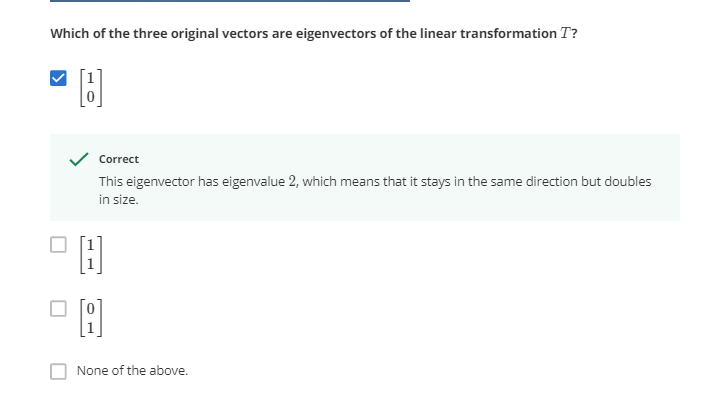 Which of the three original vectors are eigenvectors of the linear transformation T?
[1
0]
Correct
This eigenvector has eigenvalue 2, which means that it stays in the same direction but doubles
in size.
[1
1]
[0
1]
None of the above.